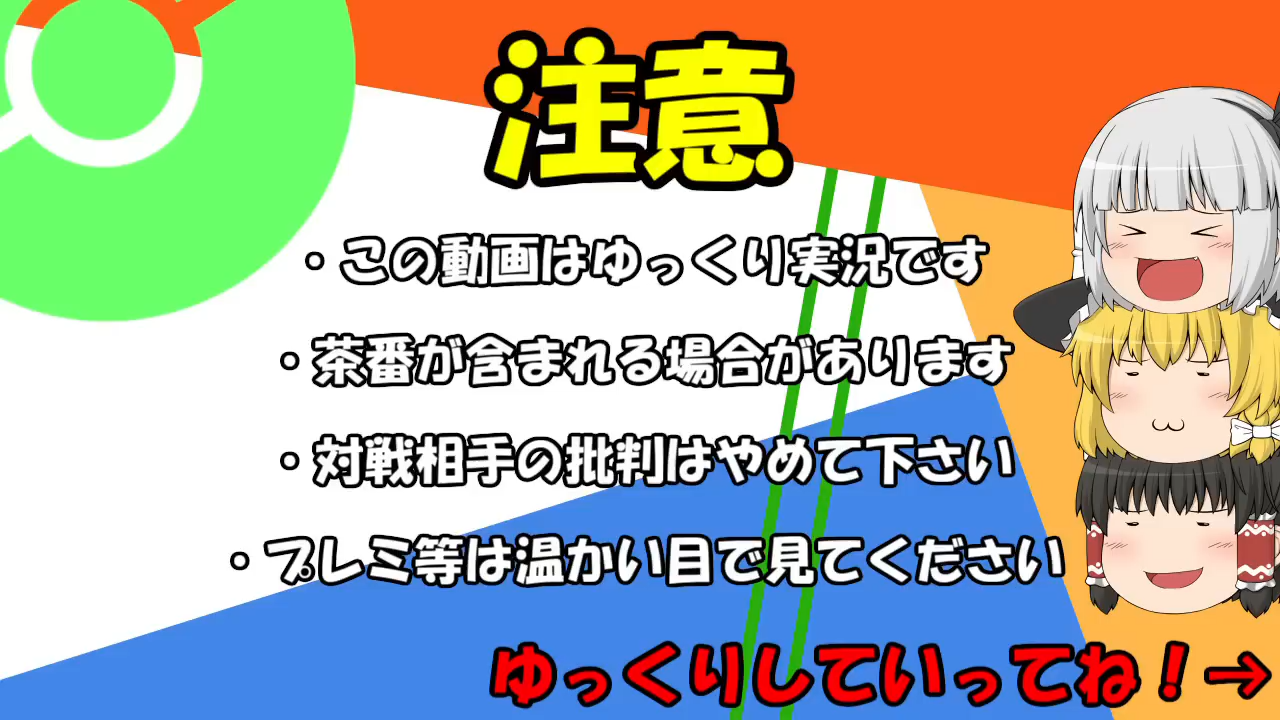 注意
・この動画はゆっくり実況です
・茶番が含まれる場合があります
・対戦相手の批判はやめて下さい
・プレミ等は温かい目で見てください
ゆっくりしていってね！→